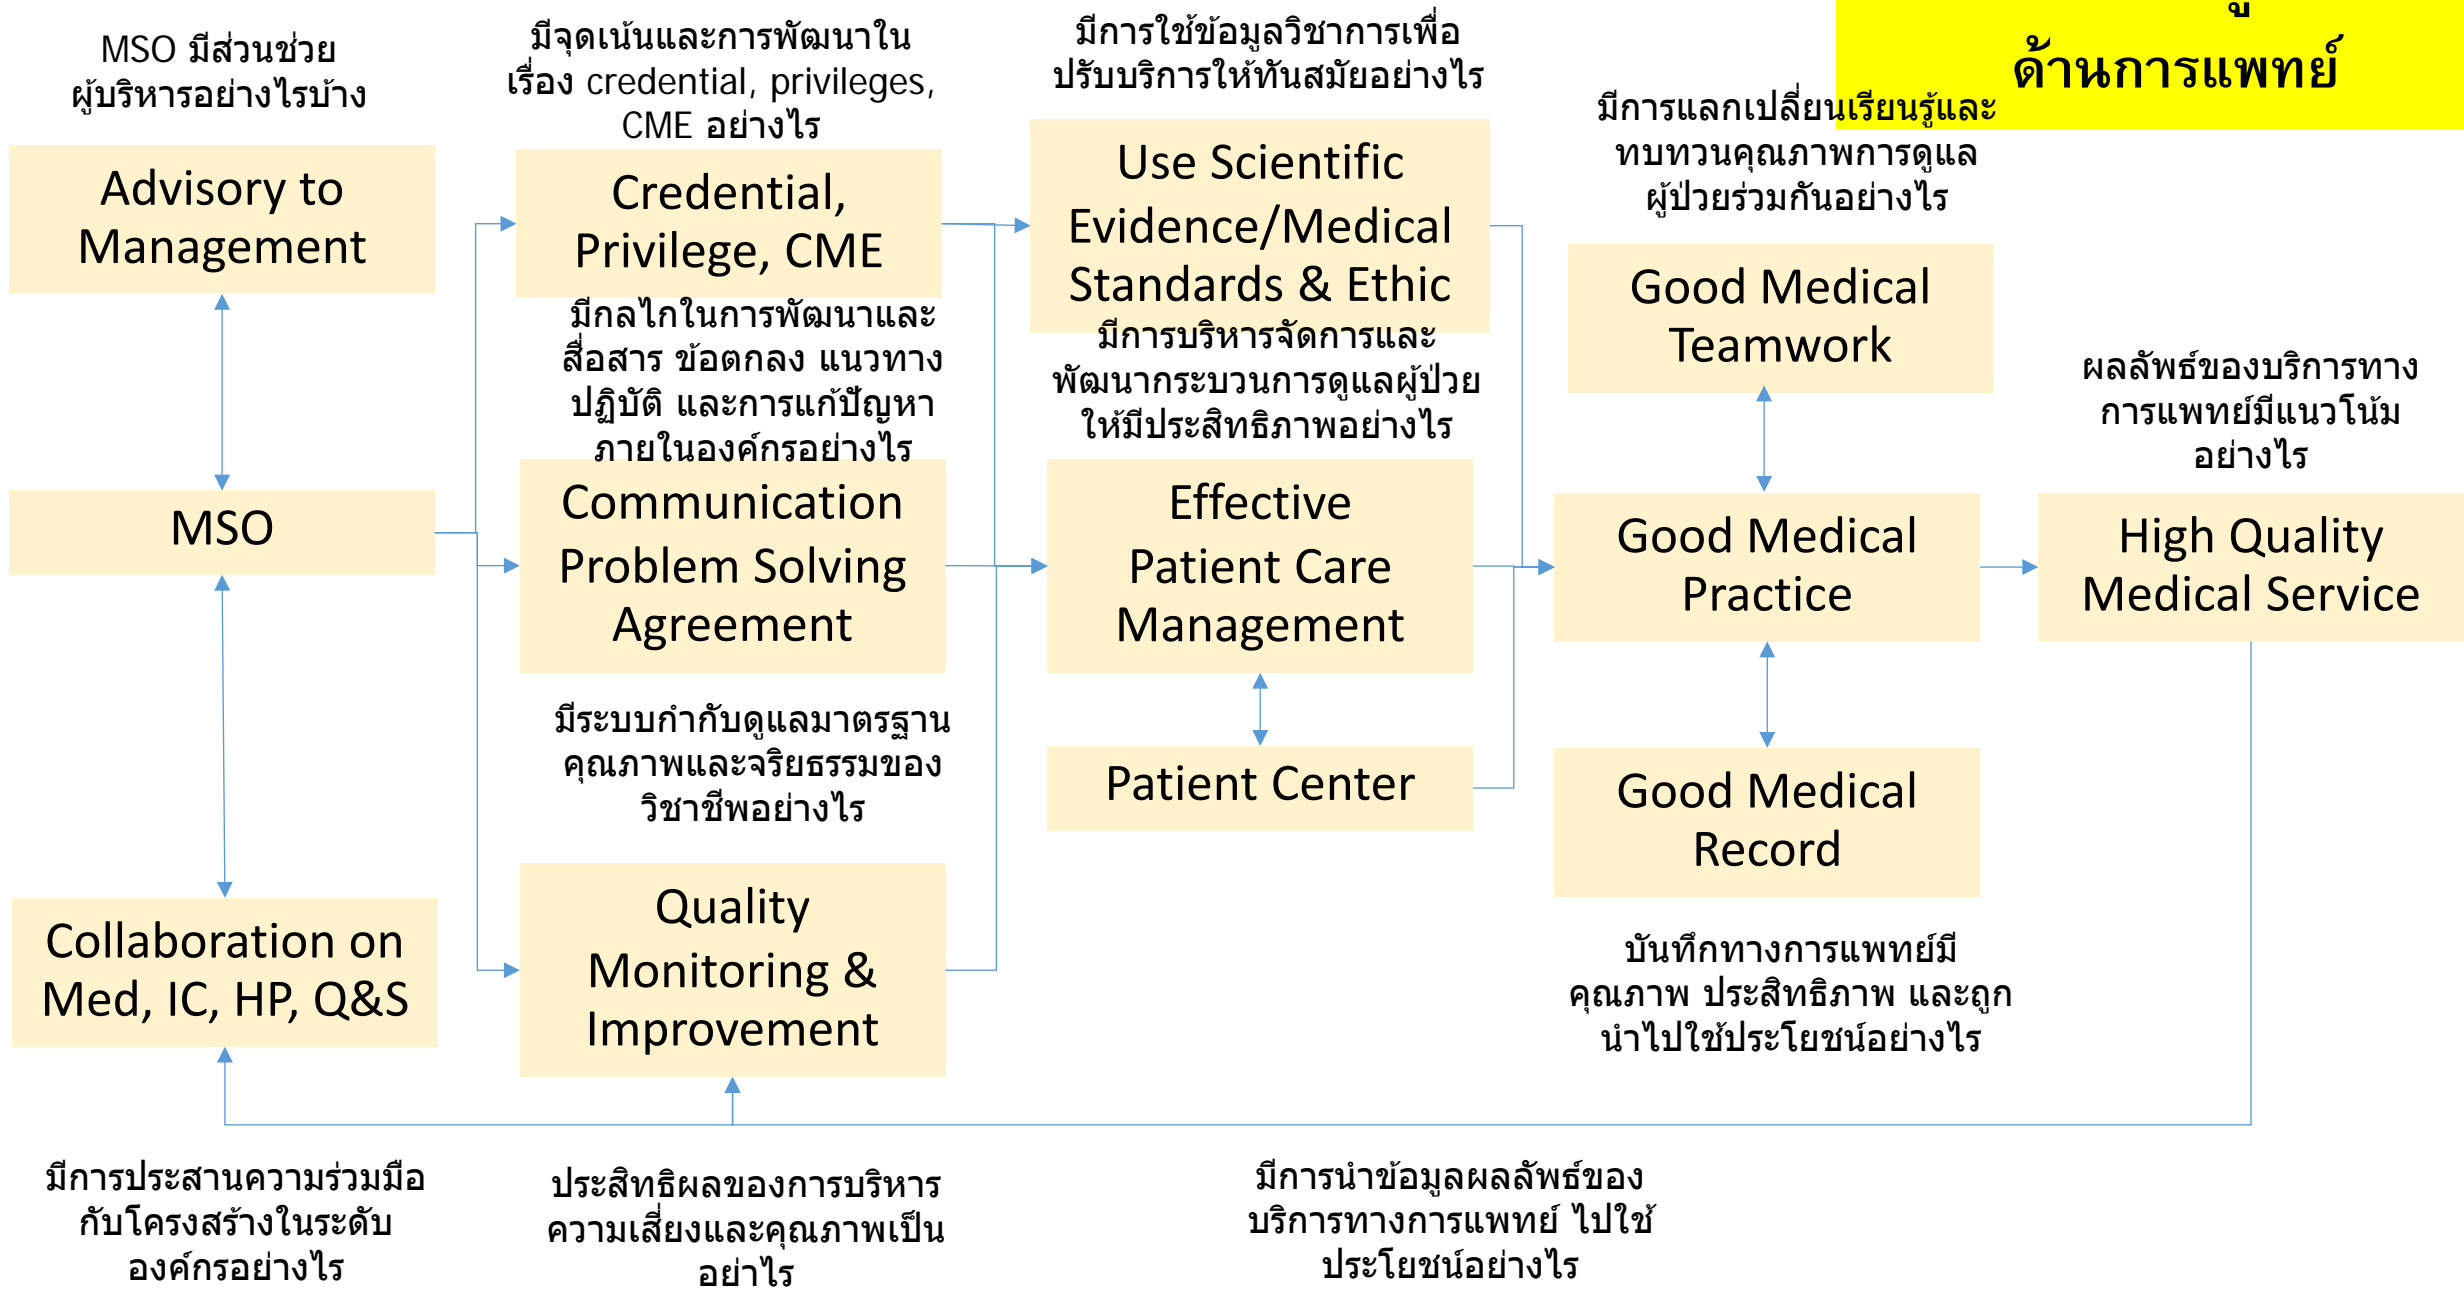 ด้านการแพทย์
MSO มีส่วนช่วย
ผู้บริหารอย่างไรบ้าง
Advisory to
Management
MSO
Collaboration on
Med, IC, HP, Q&S
มีการประสานความร่วมมือ
กับโครงสร้างในระดับ
องค์กรอย่างไร
มีจุดเน้นและการพัฒนาใน
เรื่อง credential, privileges,
CME อย่างไร
Credential,
Privilege, CME
มีกลไกในการพัฒนาและ
สื่อสาร ข้อตกลง แนวทาง
ปฏิบัติ และการแก้ปัญหา
ภายในองค์กรอย่างไร
Communication
Problem Solving
Agreement
มีระบบกำกับดูแลมาตรฐาน
คุณภาพและจริยธรรมของ
วิชาชีพอย่างไร
Quality
Monitoring &
Improvement
ประสิทธิผลของการบริหาร
ความเสี่ยงและคุณภาพเป็น
อย่าไร
มีการใช้ข้อมูลวิชาการเพื่อ
ปรับบริการให้ทันสมัยอย่างไร
Use Scientific
Evidence/Medical
Standards & Ethic
มีการบริหารจัดการและ
พัฒนากระบวนการดูแลผู้ป่วย
ให้มีประสิทธิภาพอย่างไร
Effective
Patient Care
Management
Patient Center
มีการแลกเปลี่ยนเรียนรู้และ
ทบทวนคุณภาพการดูแล
ผู้ป่วยร่วมกันอย่างไร
Good Medical
Teamwork
Good Medical
Practice
Good Medical
Record
บันทึกทางการแพทย์มี
คุณภาพ ประสิทธิภาพ และถูก
นำไปใช้ประโยชน์อย่างไร
ผลลัพธ์ของบริการทาง
การแพทย์มีแนวโน้ม
อย่างไร
High Quality
Medical Service
มีการนำข้อมูลผลลัพธ์ของ
บริการทางการแพทย์ ไปใช้
ประโยชน์อย่างไร